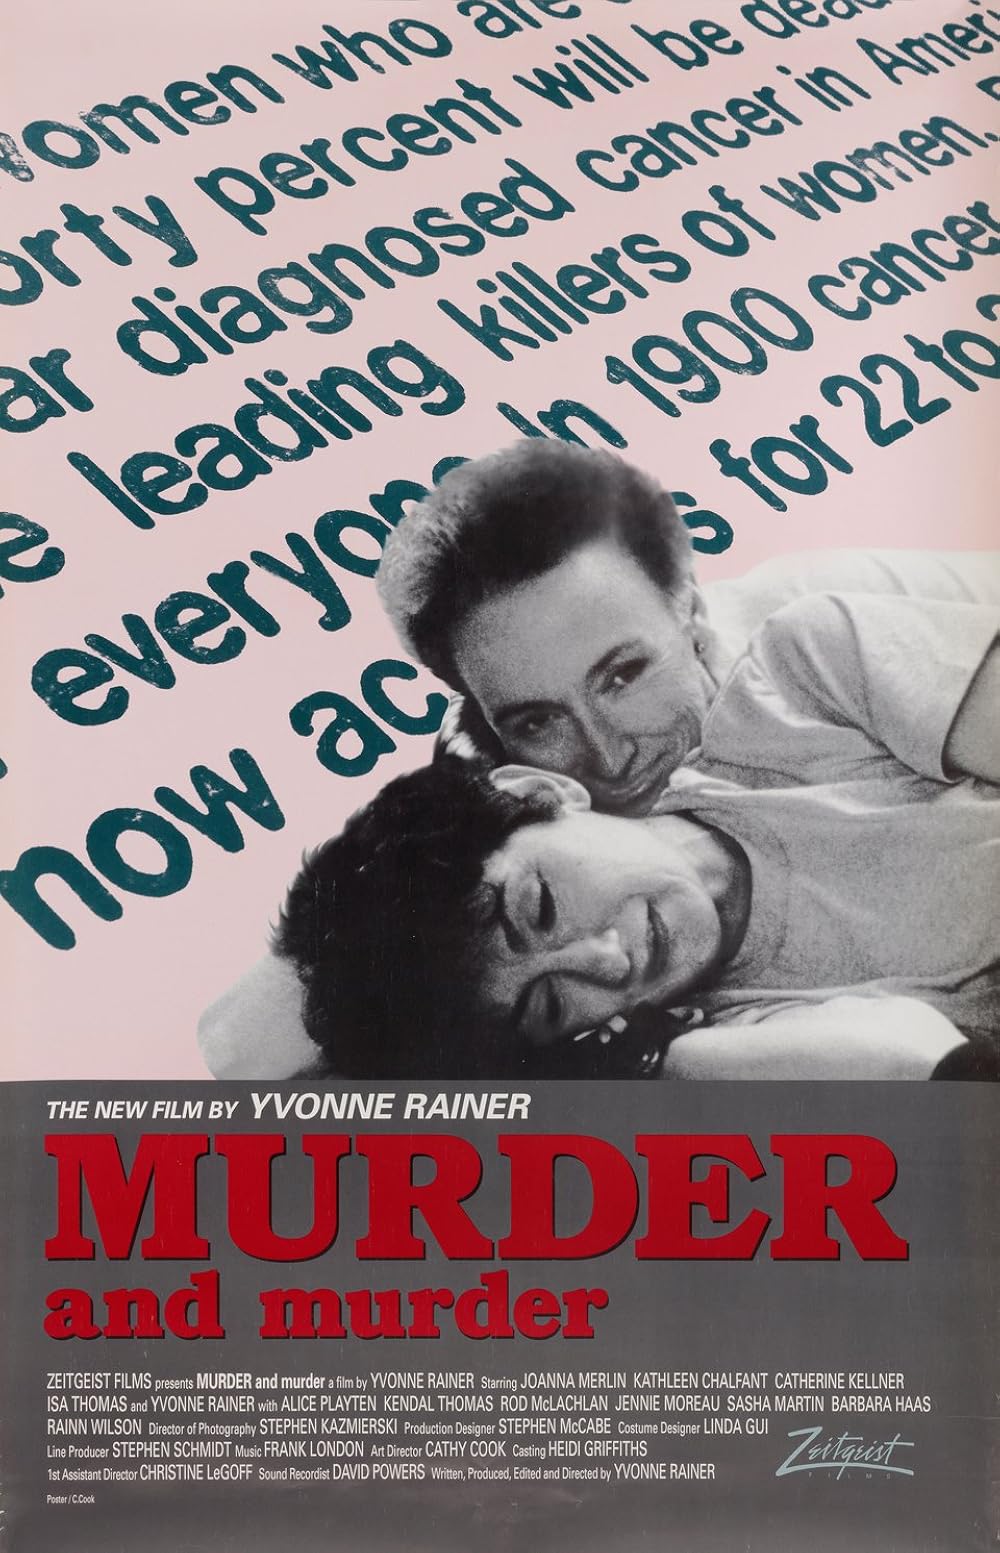 women who are
orty percent will be dead
ar diagnosed cancer in Ameri
e leading killers of women.
everyone In 1900 cancer
now ac s for 22 to
THE NEW FILM BY YVONNE RAINER
MURDER
and murder
ZEITGEIST FILMS presents MURDER and murder a film by YVONNE RAINER Starring JOANNA MERLIN KATHLEEN CHALFANT CATHERINE KELLNER
ISA THOMAS and YVONNE RAINER with ALICE PLAYTEN KENDAL THOMAS ROD McLACHLAN JENNIE MOREAU SASHA MARTIN BARBARA HAAS
RAINN WILSON Director of Photography STEPHEN KAZMIERSKI Production Designer STEPHEN McCABE Costume Designer LINDA GUI
Line Producer STEPHEN SCHMIDT Music FRANK LONDON Art Director CATHY COOK Casting HEIDI GRIFFITHS
1st Assistant Director CHRISTINE LeGOFF Sound Recordist DAVID POWERS Written, Produced, Edited and Directed by YVONNE RAINER
Zeitgeist
FILMS
Poster / C.Cook